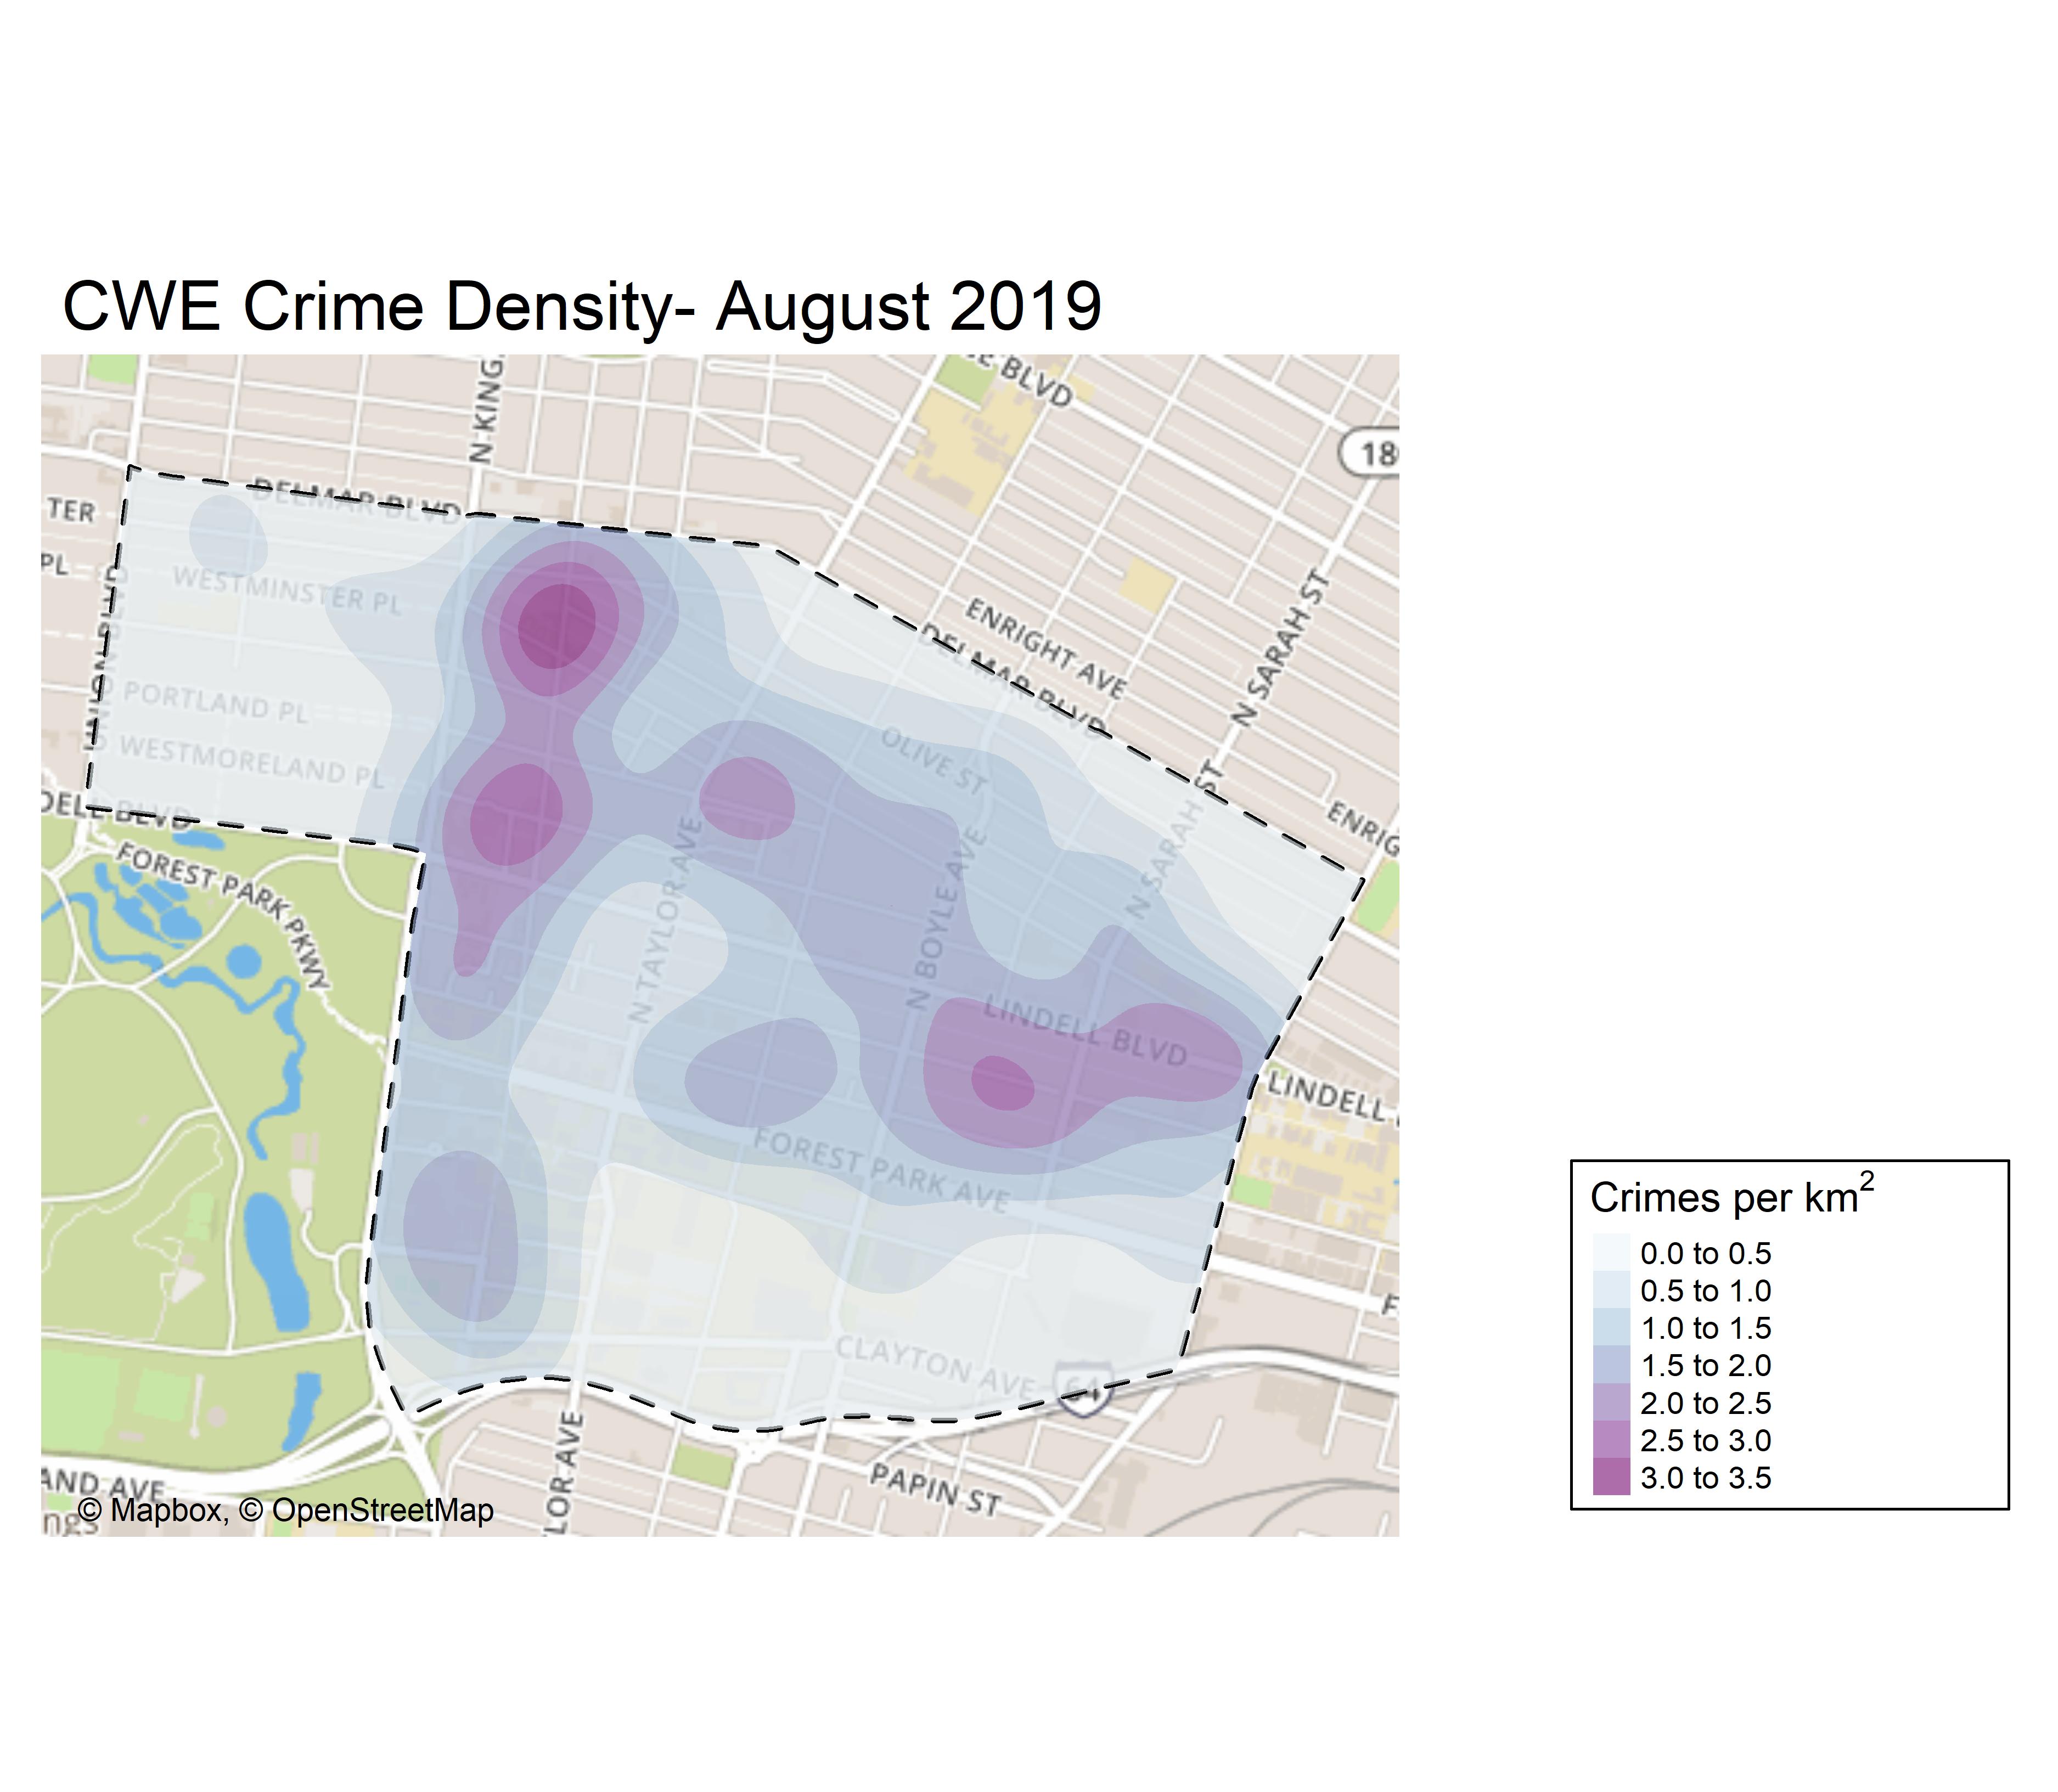 CWE Crime Density- August 2019
BLVD
N KING
18
DELMAR BLVD
TER
PL
WESTMINSTER PL
ENRIGHT AVE
DELMAR BLVD
N SARAH ST
UNION BLVD
PORTLAND PL
WESTMORELAND PL
OLIVE ST
DELL BLVD
ENRIG
FOREST PARK PKWY
N TAYLOR AVE
N BOYLE AVE
N SARAH ST
LINDELL BLVD
LINDELL
FOREST PARK AVE
F
CLAYTON AVE
64
AND AVE
LOR AVE
PAPIN ST
ngs
© Mapbox, © OpenStreetMap
Crimes per km2
0.0 to 0.5
0.5 to 1.0
1.0 to 1.5
1.5 to 2.0
2.0 to 2.5
2.5 to 3.0
3.0 to 3.5